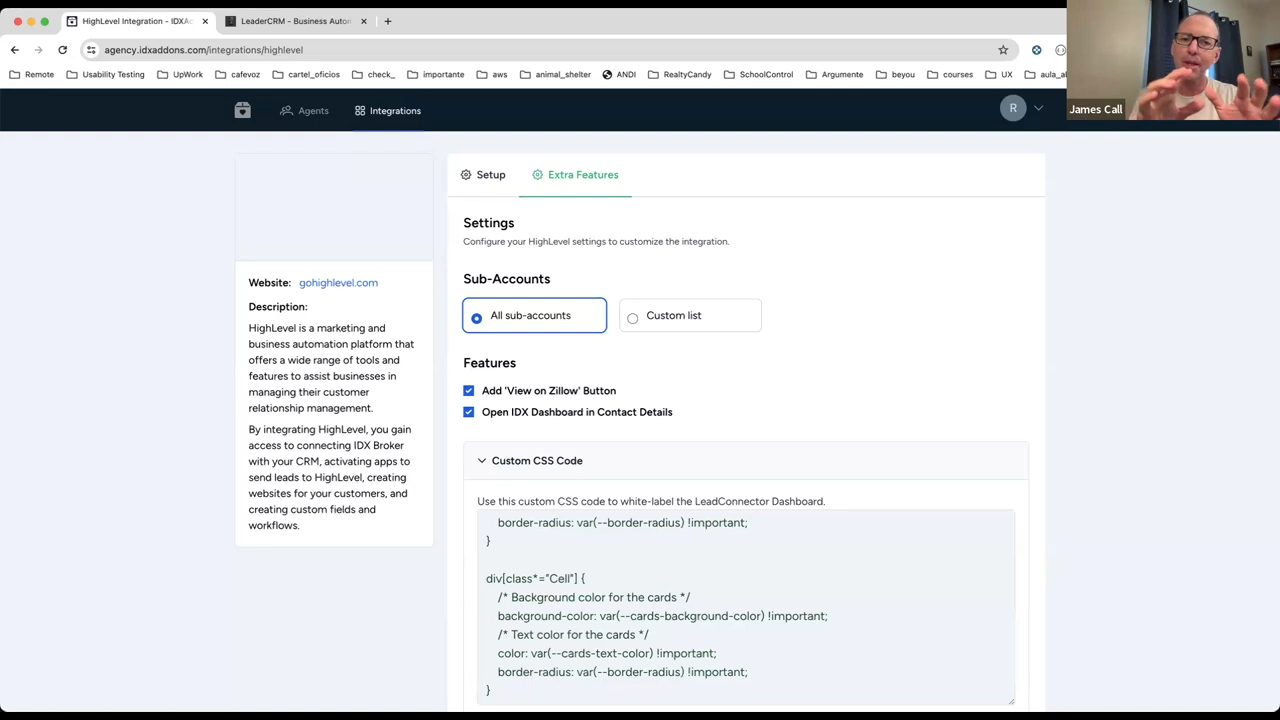 HighLevel Integration - IDXAd
LeaderCRM - Business Autom
agency.idxaddons.com/integrations/highlevel
Remote
Usability Testing
UpWork
cafevoz
cartel_oficios
check_
importante
aws
animal_shelter
ANDI
RealtyCandy
SchoolControl
Argumente
beyou
courses
UX
James Call
Agents
Integrations
R
Setup
Extra Features
Settings
Configure your HighLevel settings to customize the integration.
Sub-Accounts
All sub-accounts
Custom list
Website: gohighlevel.com
Description:
HighLevel is a marketing and
business automation platform that
offers a wide range of tools and
features to assist businesses in
managing their customer
relationship management.
By integrating HighLevel, you gain
access to connecting IDX Broker
with your CRM, activating apps to
send leads to HighLevel, creating
websites for your customers, and
creating custom fields and
workflows.
Features
Add 'View on Zillow' Button
Open IDX Dashboard in Contact Details
Custom CSS Code
Use this custom CSS code to white-label the LeadConnector Dashboard.
border-radius: var(--border-radius) !important;
}
div[class*="Cell"] {
/* Background color for the cards */
background-color: var(--cards-background-color) !important;
/* Text color for the cards */
color: var(--cards-text-color) !important;
border-radius: var(--border-radius) !important;
}